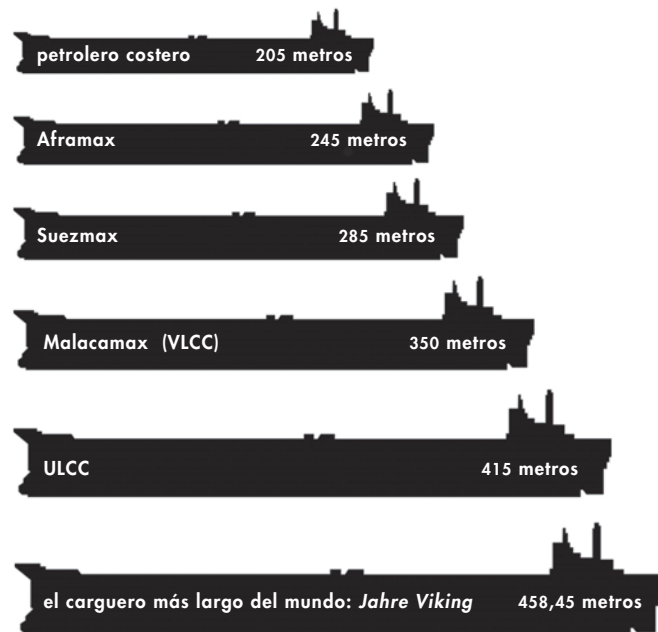 petrolero costero 205 metros
Aframax 245 metros
Suezmax 285 metros
Malacamax (VLCC) 350 metros
ULCC 415 metros
el carguero más largo del mundo: Jahre Viking 458,45 metros